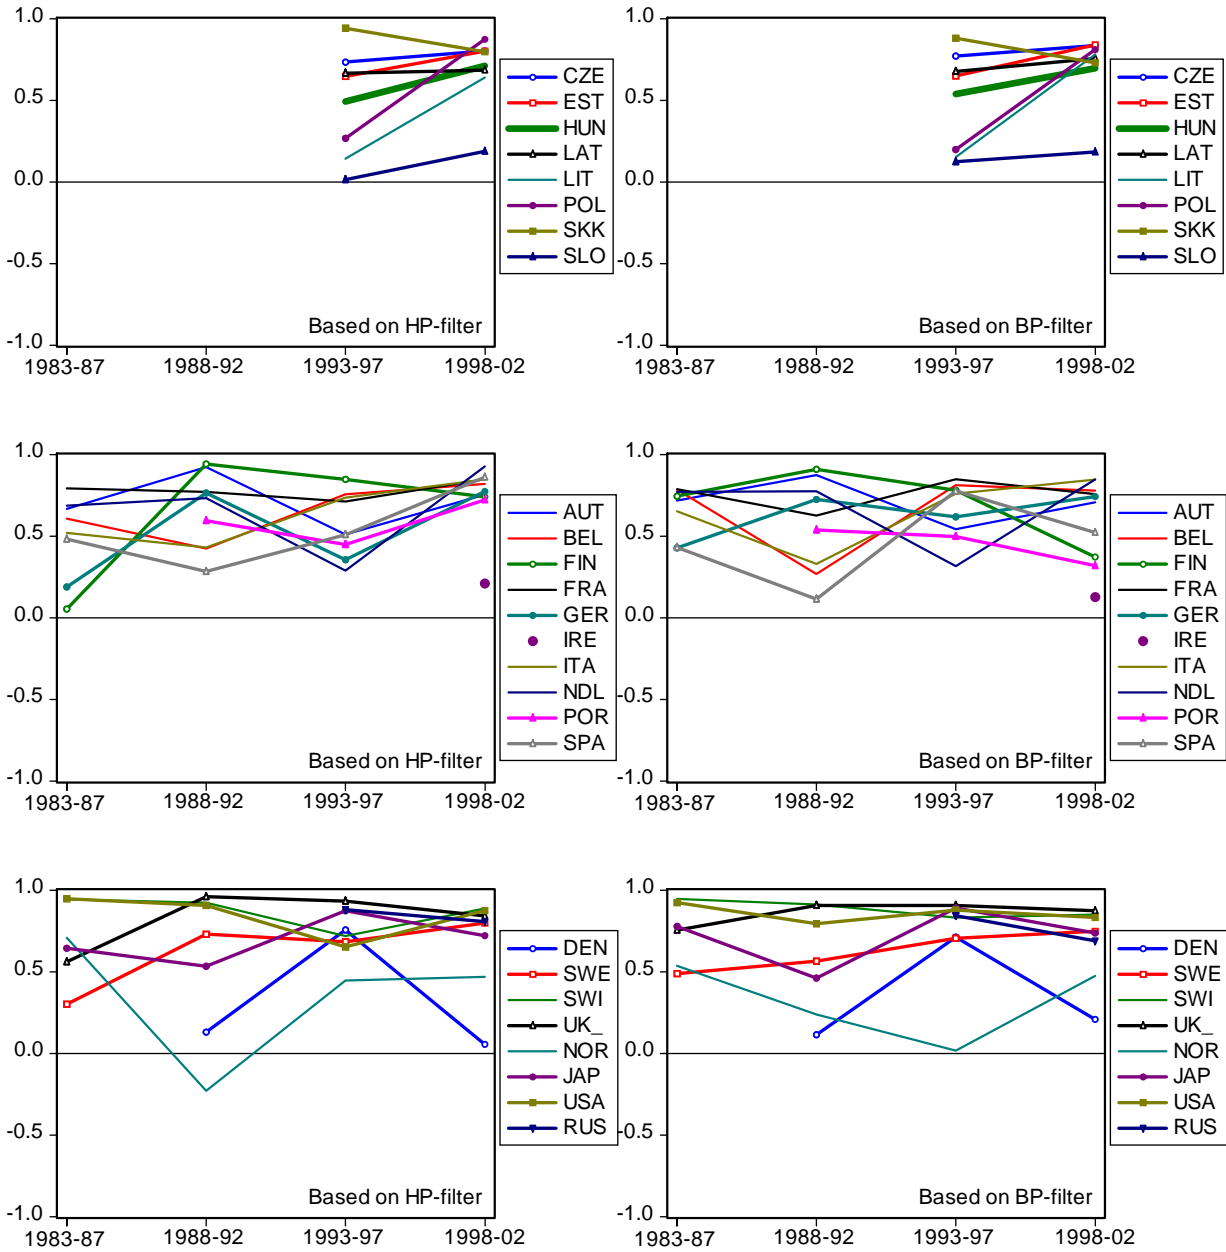 1.0
0.5
0.0
-0.5
-1.0
1983-87 1988-92 1993-97 1998-02
Based on HP-filter
CZE
EST
HUN
LAT
LIT
POL
SKK
SLO
1.0
0.5
0.0
-0.5
-1.0
1983-87 1988-92 1993-97 1998-02
Based on BP-filter
CZE
EST
HUN
LAT
LIT
POL
SKK
SLO
1.0
0.5
0.0
-0.5
-1.0
1983-87 1988-92 1993-97 1998-02
Based on HP-filter
AUT
BEL
FIN
FRA
GER
IRE
ITA
NDL
POR
SPA
1.0
0.5
0.0
-0.5
-1.0
1983-87 1988-92 1993-97 1998-02
Based on BP-filter
AUT
BEL
FIN
FRA
GER
IRE
ITA
NDL
POR
SPA
1.0
0.5
0.0
-0.5
-1.0
1983-87 1988-92 1993-97 1998-02
Based on HP-filter
DEN
SWE
SWI
UK_
NOR
JAP
USA
RUS
1.0
0.5
0.0
-0.5
-1.0
1983-87 1988-92 1993-97 1998-02
Based on BP-filter
DEN
SWE
SWI
UK_
NOR
JAP
USA
RUS